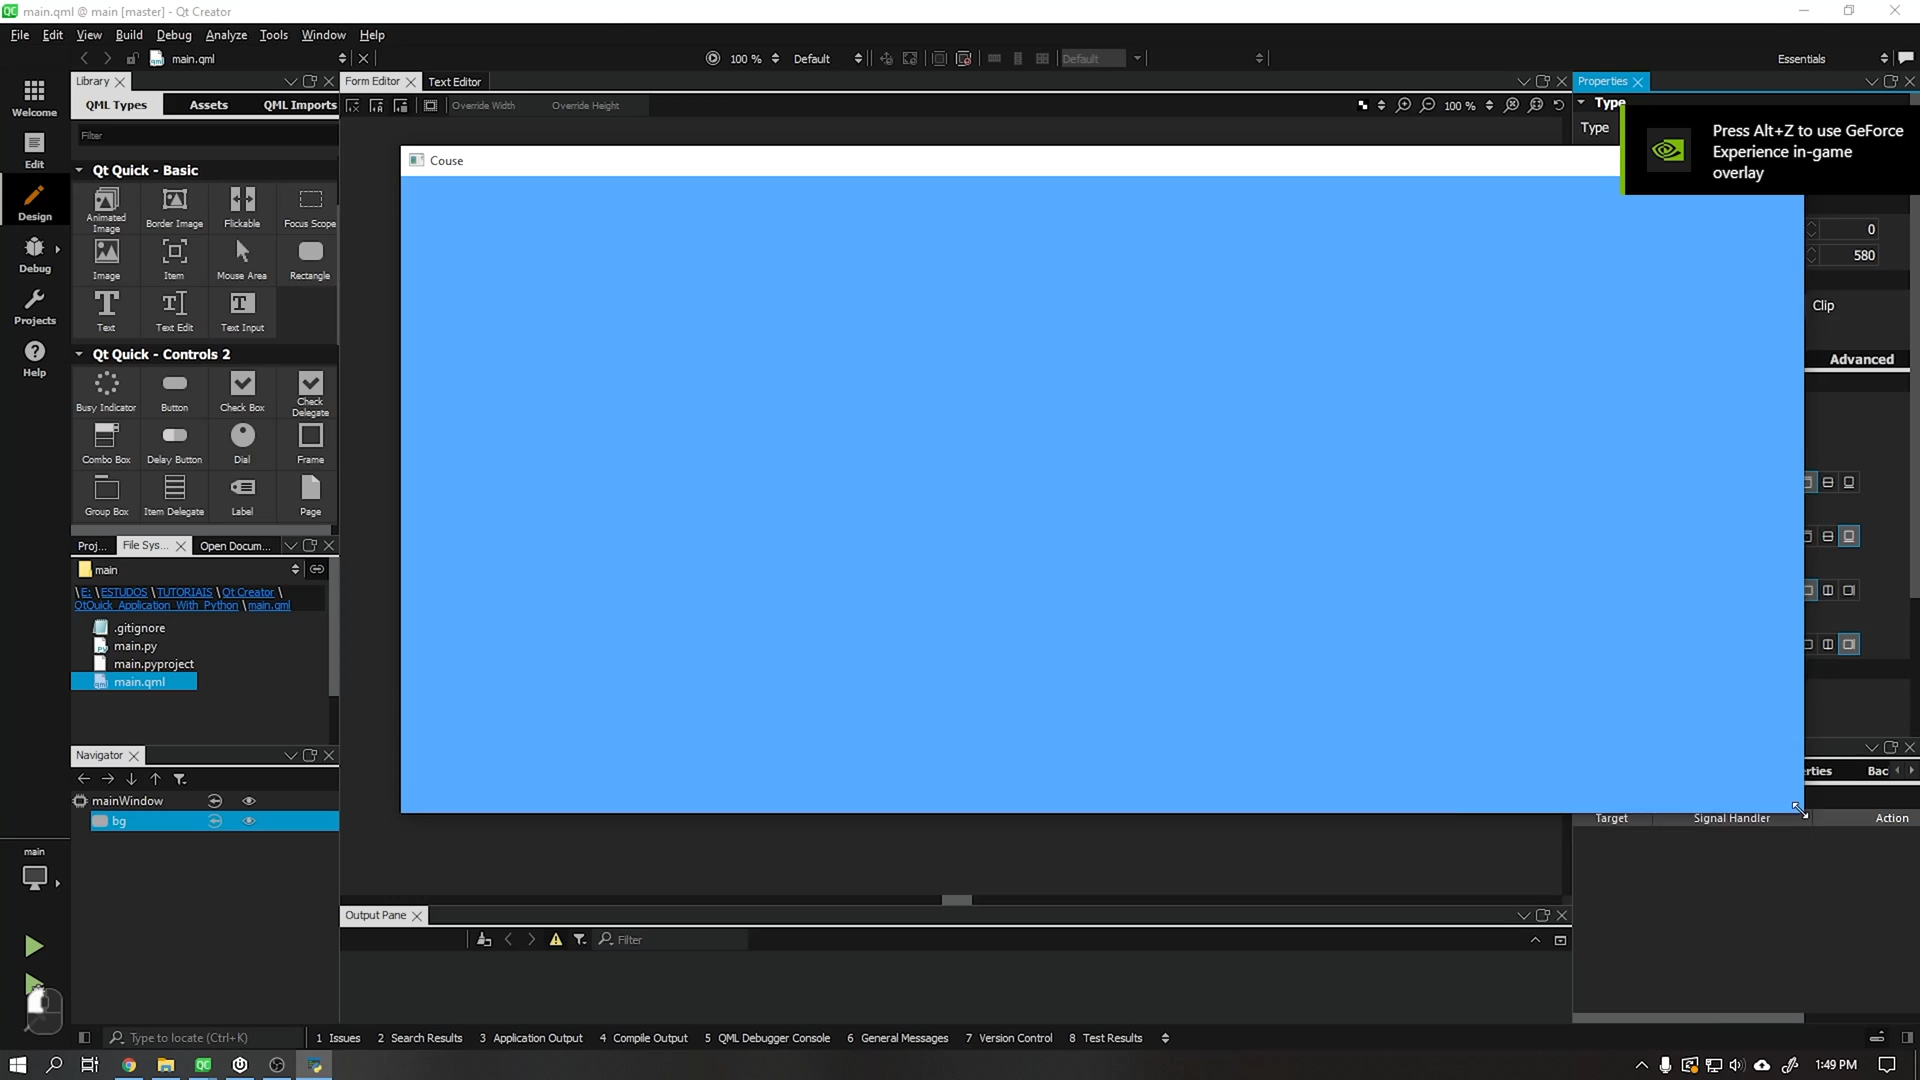 main.qml @ main [master] - Qt Creator
File Edit View Build Debug Analyze Tools Window Help
main.qml 100 % Default Default Essentials
Library Form Editor Text Editor Properties
QML Types Assets QML Imports Override Width Override Height 100 % Type
Filter Type
Press Alt+Z to use GeForce
Experience in-game
overlay
Couse
Welcome
Edit
Design
Debug
Projects
Help
Qt Quick - Basic
Animated Image Border Image Flickable Focus Scope
Image Item Mouse Area Rectangle
Text Text Edit Text Input
Qt Quick - Controls 2
Busy Indicator Button Check Box Check Delegate
Combo Box Delay Button Dial Frame
Group Box Item Delegate Label Page
0
580
Clip
Advanced
Proj... File Sys... Open Docum...
main
\E: \ESTUDOS \TUTORIAIS \Qt Creator \
QtQuick_Application_With_Python \main.qml
.gitignore
main.py
main.pyproject
main.qml
Navigator
mainWindow
bg
rties Bac
Target Signal Handler Action
main
Output Pane
Filter
Type to locate (Ctrl+K) 1 Issues 2 Search Results 3 Application Output 4 Compile Output 5 QML Debugger Console 6 General Messages 7 Version Control 8 Test Results
1:49 PM